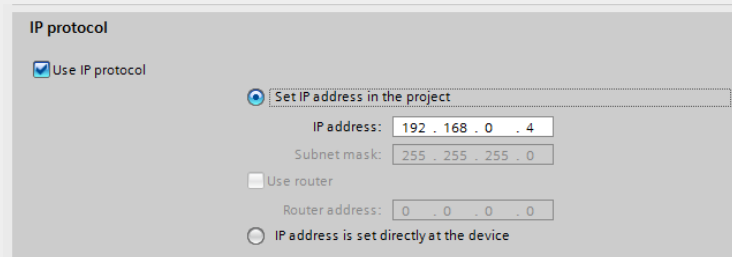 IP protocol
Use IP protocol
Set IP address in the project
IP address: 192 . 168 . 0 . 4
Subnet mask: 255 . 255 . 255 . 0
Use router
Router address: 0 . 0 . 0 . 0
IP address is set directly at the device